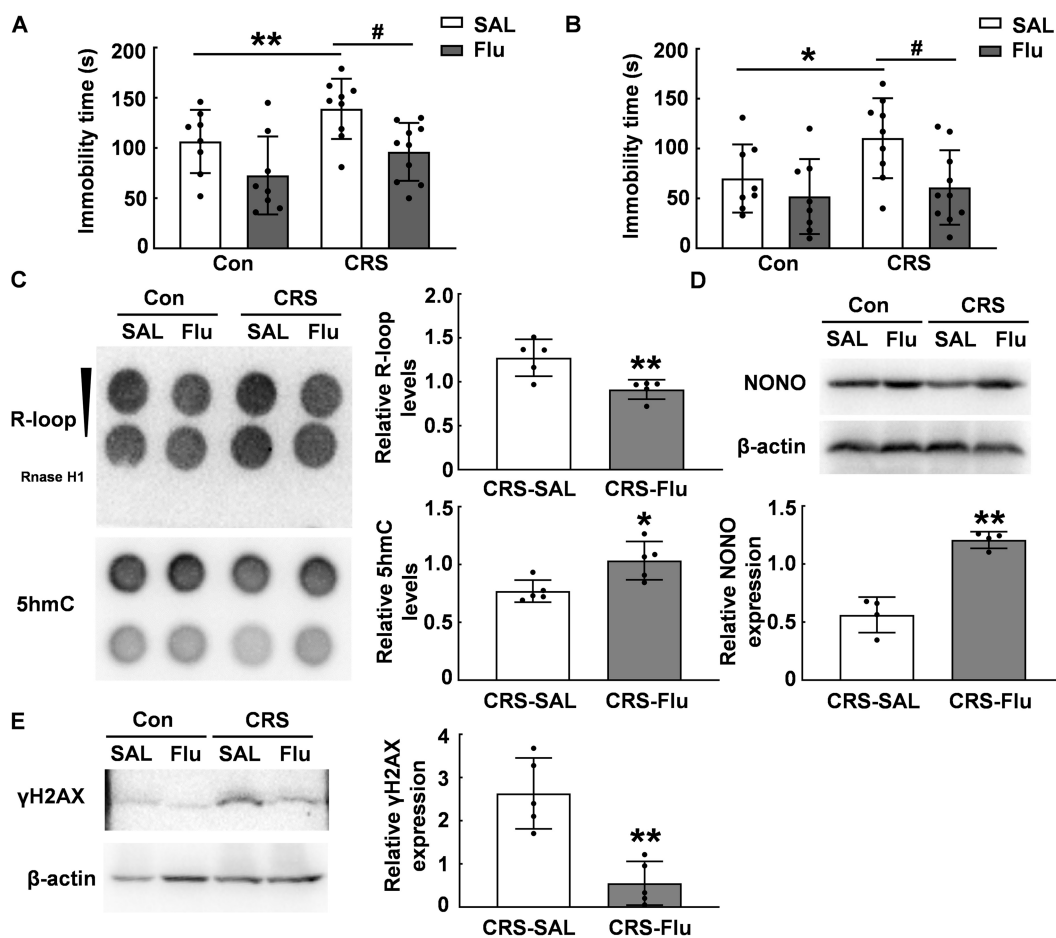 A
SAL
Flu
Immobility time (s)
200
150
100
50
0
**
#
Con
CRS
B
SAL
Flu
Immobility time (s)
200
150
100
50
0
*
#
Con
CRS
C
Con
CRS
SAL Flu SAL Flu
R-loop
Rnase H1
5hmC
Relative R-loop
levels
2.0
1.5
1.0
0.5
0
**
CRS-SAL CRS-Flu
Relative 5hmC
levels
1.5
1.0
0.5
0
*
CRS-SAL CRS-Flu
D
Con
CRS
SAL Flu SAL Flu
NONO
β-actin
Relative NONO
expression
1.5
1.0
0.5
0
**
CRS-SAL CRS-Flu
E
Con
CRS
SAL Flu SAL Flu
γH2AX
β-actin
Relative γH2AX
expression
4
3
2
1
0
**
CRS-SAL CRS-Flu